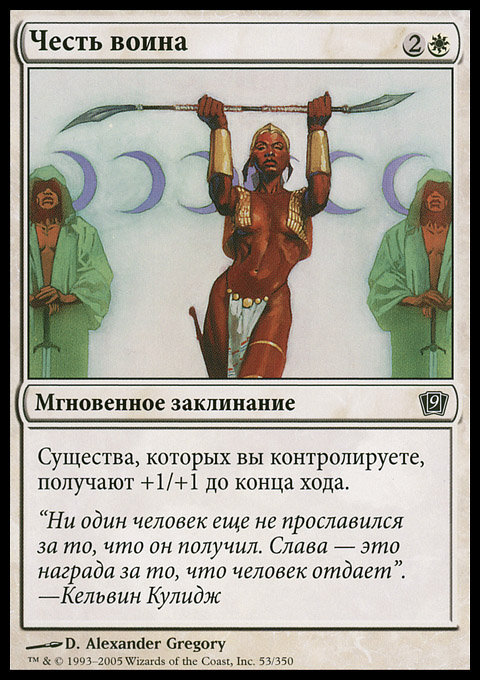 Честь воина
2
Мгновенное заклинание
9
Существа, которых вы контролируете,
получают +1/+1 до конца хода.
“Ни один человек еще не прославился
за то, что он получил. Слава — это
награда за то, что человек отдает”.
—Кельвин Кулидж
D. Alexander Gregory
™ & © 1993–2005 Wizards of the Coast, Inc. 53/350